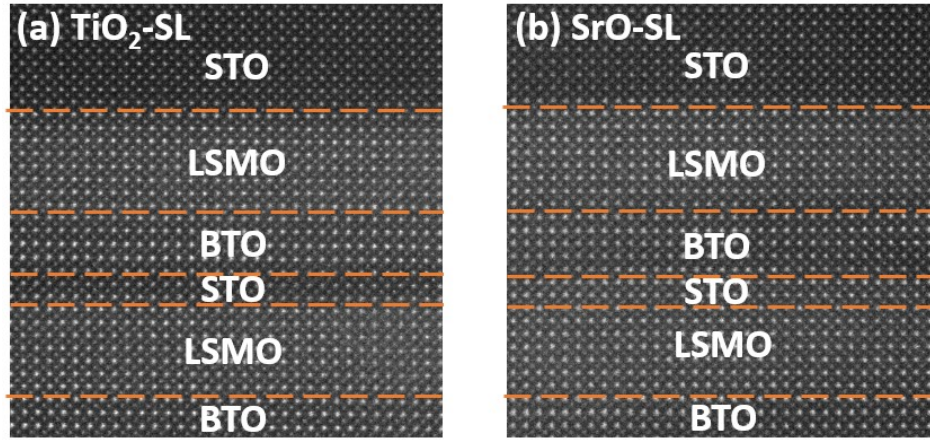 (a) TiO₂-SL
STO
LSMO
BTO
STO
LSMO
BTO
(b) SrO-SL
STO
LSMO
BTO
STO
LSMO
BTO